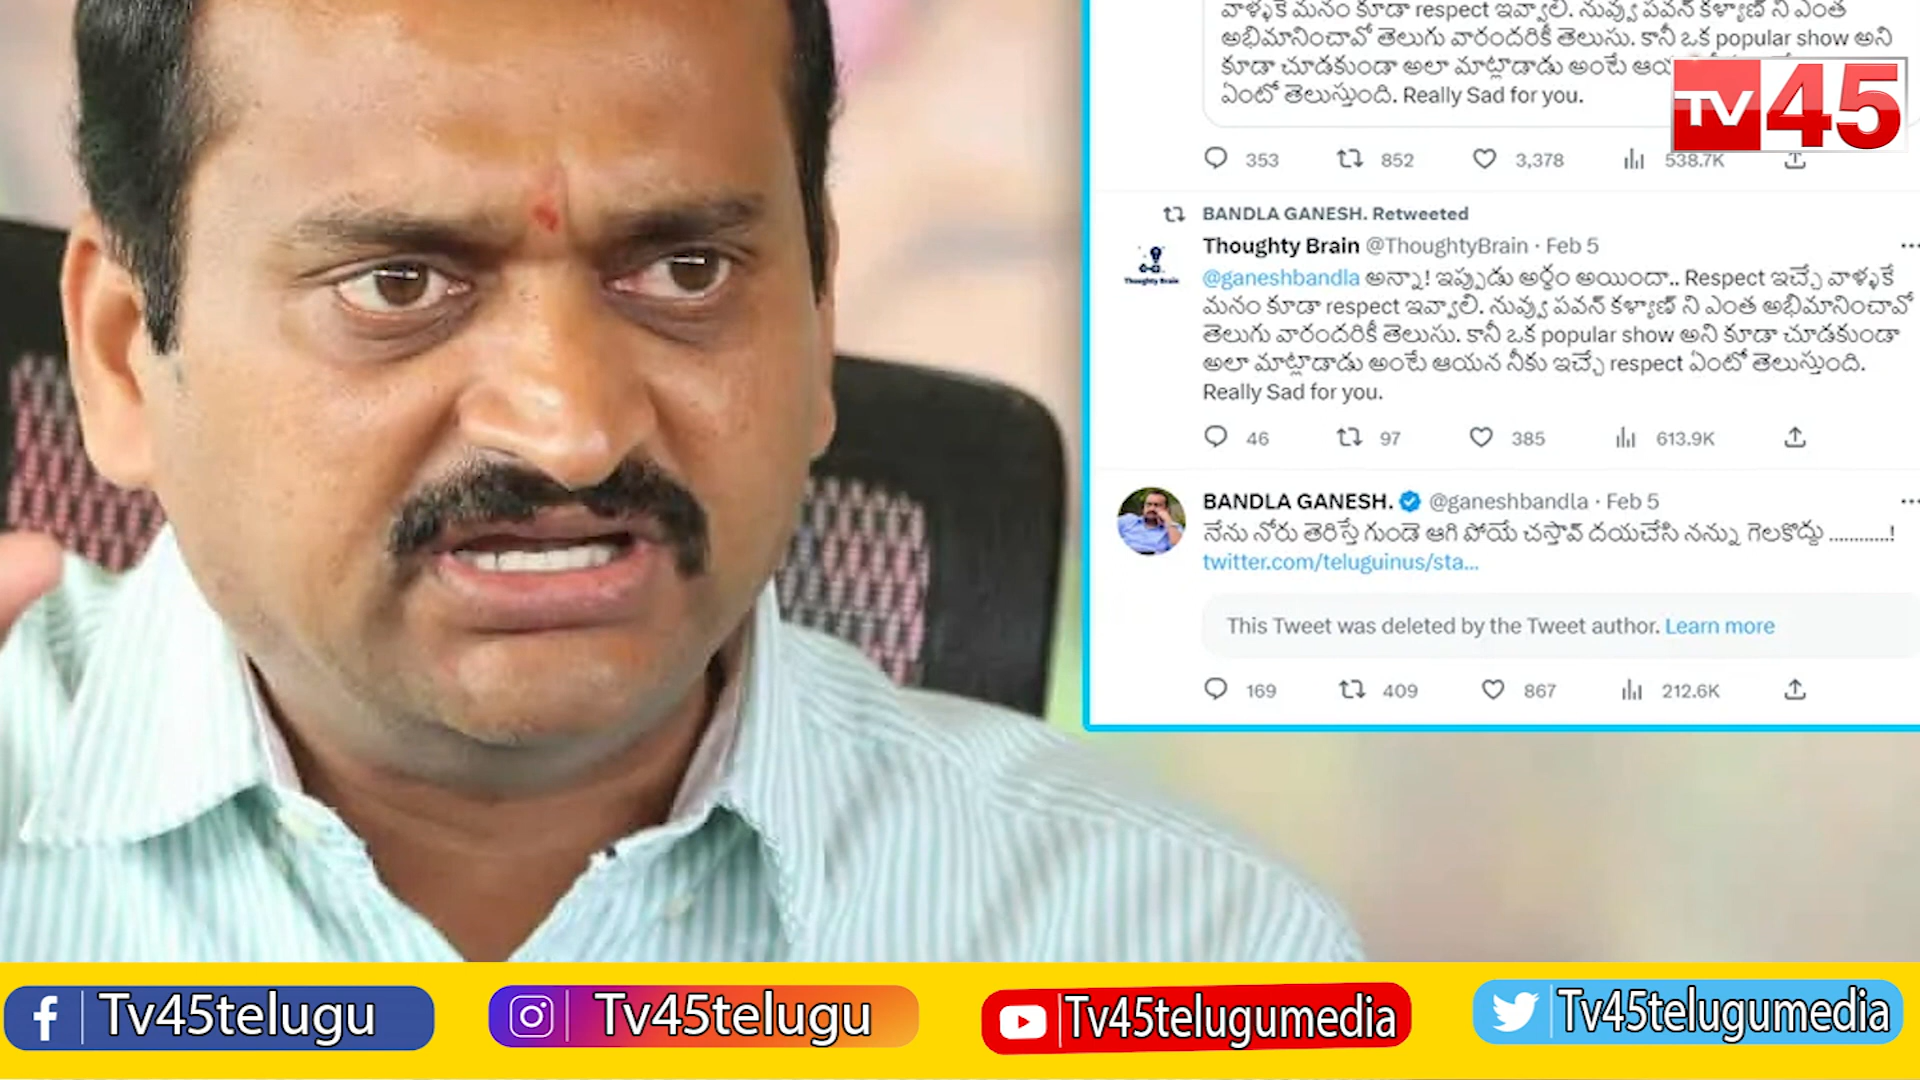 వాళ్ళకే మనం కూడా respect ఇవ్వాలి. నువ్వు పవన్ కళ్యాణ్ ని ఎంత
అభిమానించావో తెలుగు వారందరికీ తెలుసు. కానీ ఒక popular show అని
కూడా చూడకుండా అలా మాట్లాడాడు అంటే
ఏంటో తెలుస్తుంది. Really Sad for you.
TV45
353 852 3,378 538.7K
BANDLA GANESH. Retweeted
Thoughty Brain @ThoughtyBrain · Feb 5 ...
Thoughty Brain
@ganeshbandla అన్నా! ఇప్పుడు అర్థం అయిందా.. Respect ఇచ్చే వాళ్ళకే
మనం కూడా respect ఇవ్వాలి. నువ్వు పవన్ కళ్యాణ్ ని ఎంత అభిమానించావో
తెలుగు వారందరికీ తెలుసు. కానీ ఒక popular show అని కూడా చూడకుండా
అలా మాట్లాడాడు అంటే ఆయన నీకు ఇచ్చే respect ఏంటో తెలుస్తుంది.
Really Sad for you.
46 97 385 613.9K
BANDLA GANESH. @ganeshbandla · Feb 5 ...
నేను నోరు తెరిస్తే గుండె ఆగి పోయే చస్తావ్ దయచేసి నన్ను గెలకొద్దు ............!
twitter.com/teluguinus/sta...
This Tweet was deleted by the Tweet author. Learn more
169 409 867 212.6K
Tv45telugu
Tv45telugu
Tv45telugumedia
Tv45telugumedia